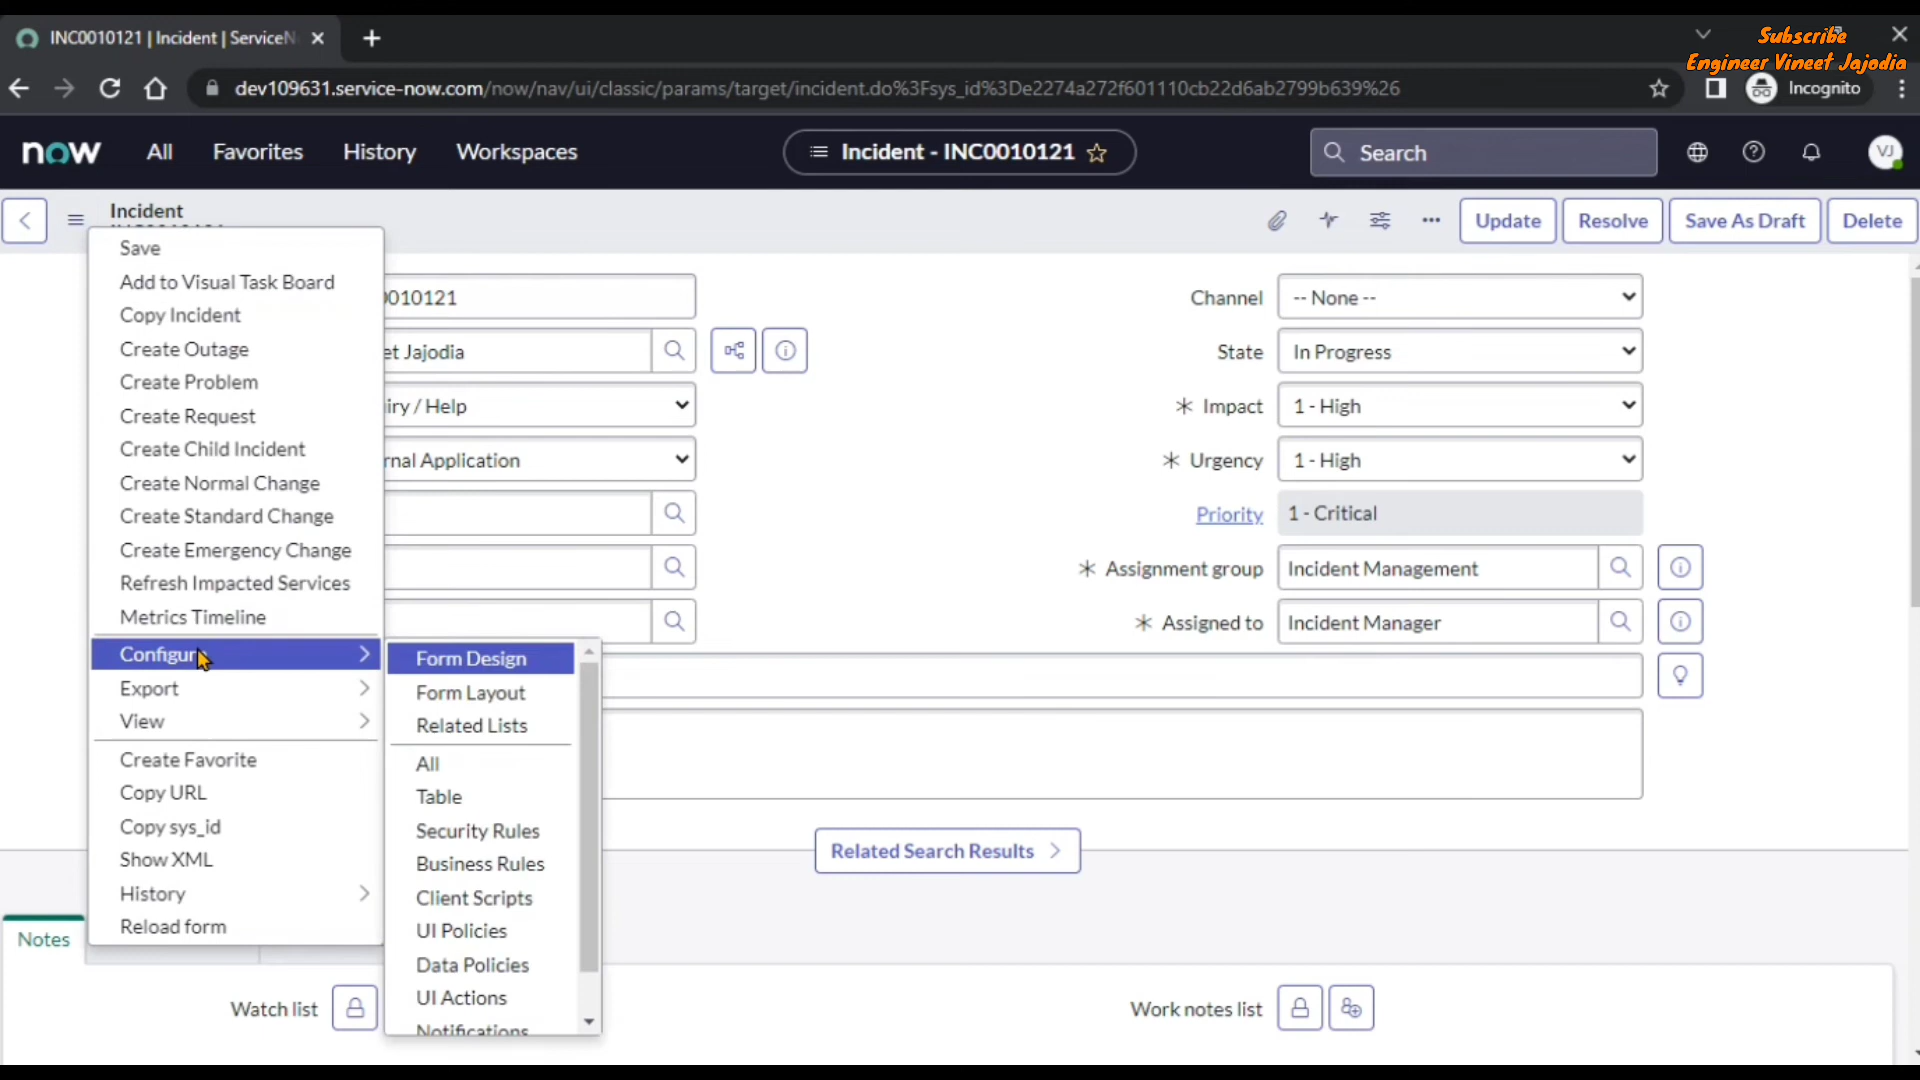 INC0010121 | Incident | ServiceN
Subscribe
Engineer Vineet Jajodia
dev109631.service-now.com/now/nav/ui/classic/params/target/incident.do%3Fsys_id%3De2274a272f601110cb22d6ab2799b639%26
Incognito
now
All
Favorites
History
Workspaces
Incident - INC0010121
Search
VJ
Incident
Update
Resolve
Save As Draft
Delete
Save
Add to Visual Task Board
Copy Incident
Create Outage
Create Problem
Create Request
Create Child Incident
Create Normal Change
Create Standard Change
Create Emergency Change
Refresh Impacted Services
Metrics Timeline
Configur
Export
View
Create Favorite
Copy URL
Copy sys_id
Show XML
History
Reload form
Form Design
Form Layout
Related Lists
All
Table
Security Rules
Business Rules
Client Scripts
UI Policies
Data Policies
UI Actions
Notifications
0010121
et Jajodia
iry / Help
rnal Application
Channel
-- None --
State
In Progress
Impact
1 - High
Urgency
1 - High
Priority
1 - Critical
Assignment group
Incident Management
Assigned to
Incident Manager
Related Search Results
Notes
Watch list
Work notes list